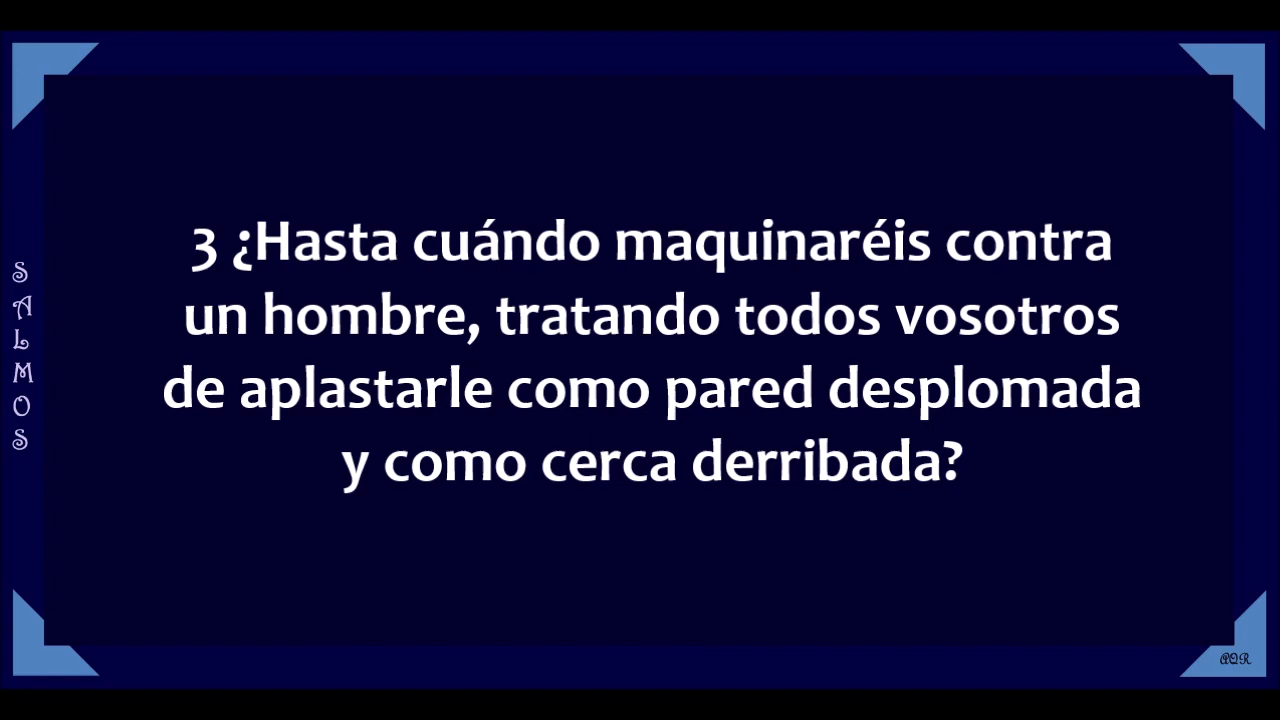 3 ¿Hasta cuándo maquinaréis contra
un hombre, tratando todos vosotros
de aplastarle como pared desplomada
y como cerca derribada?
SALMOS